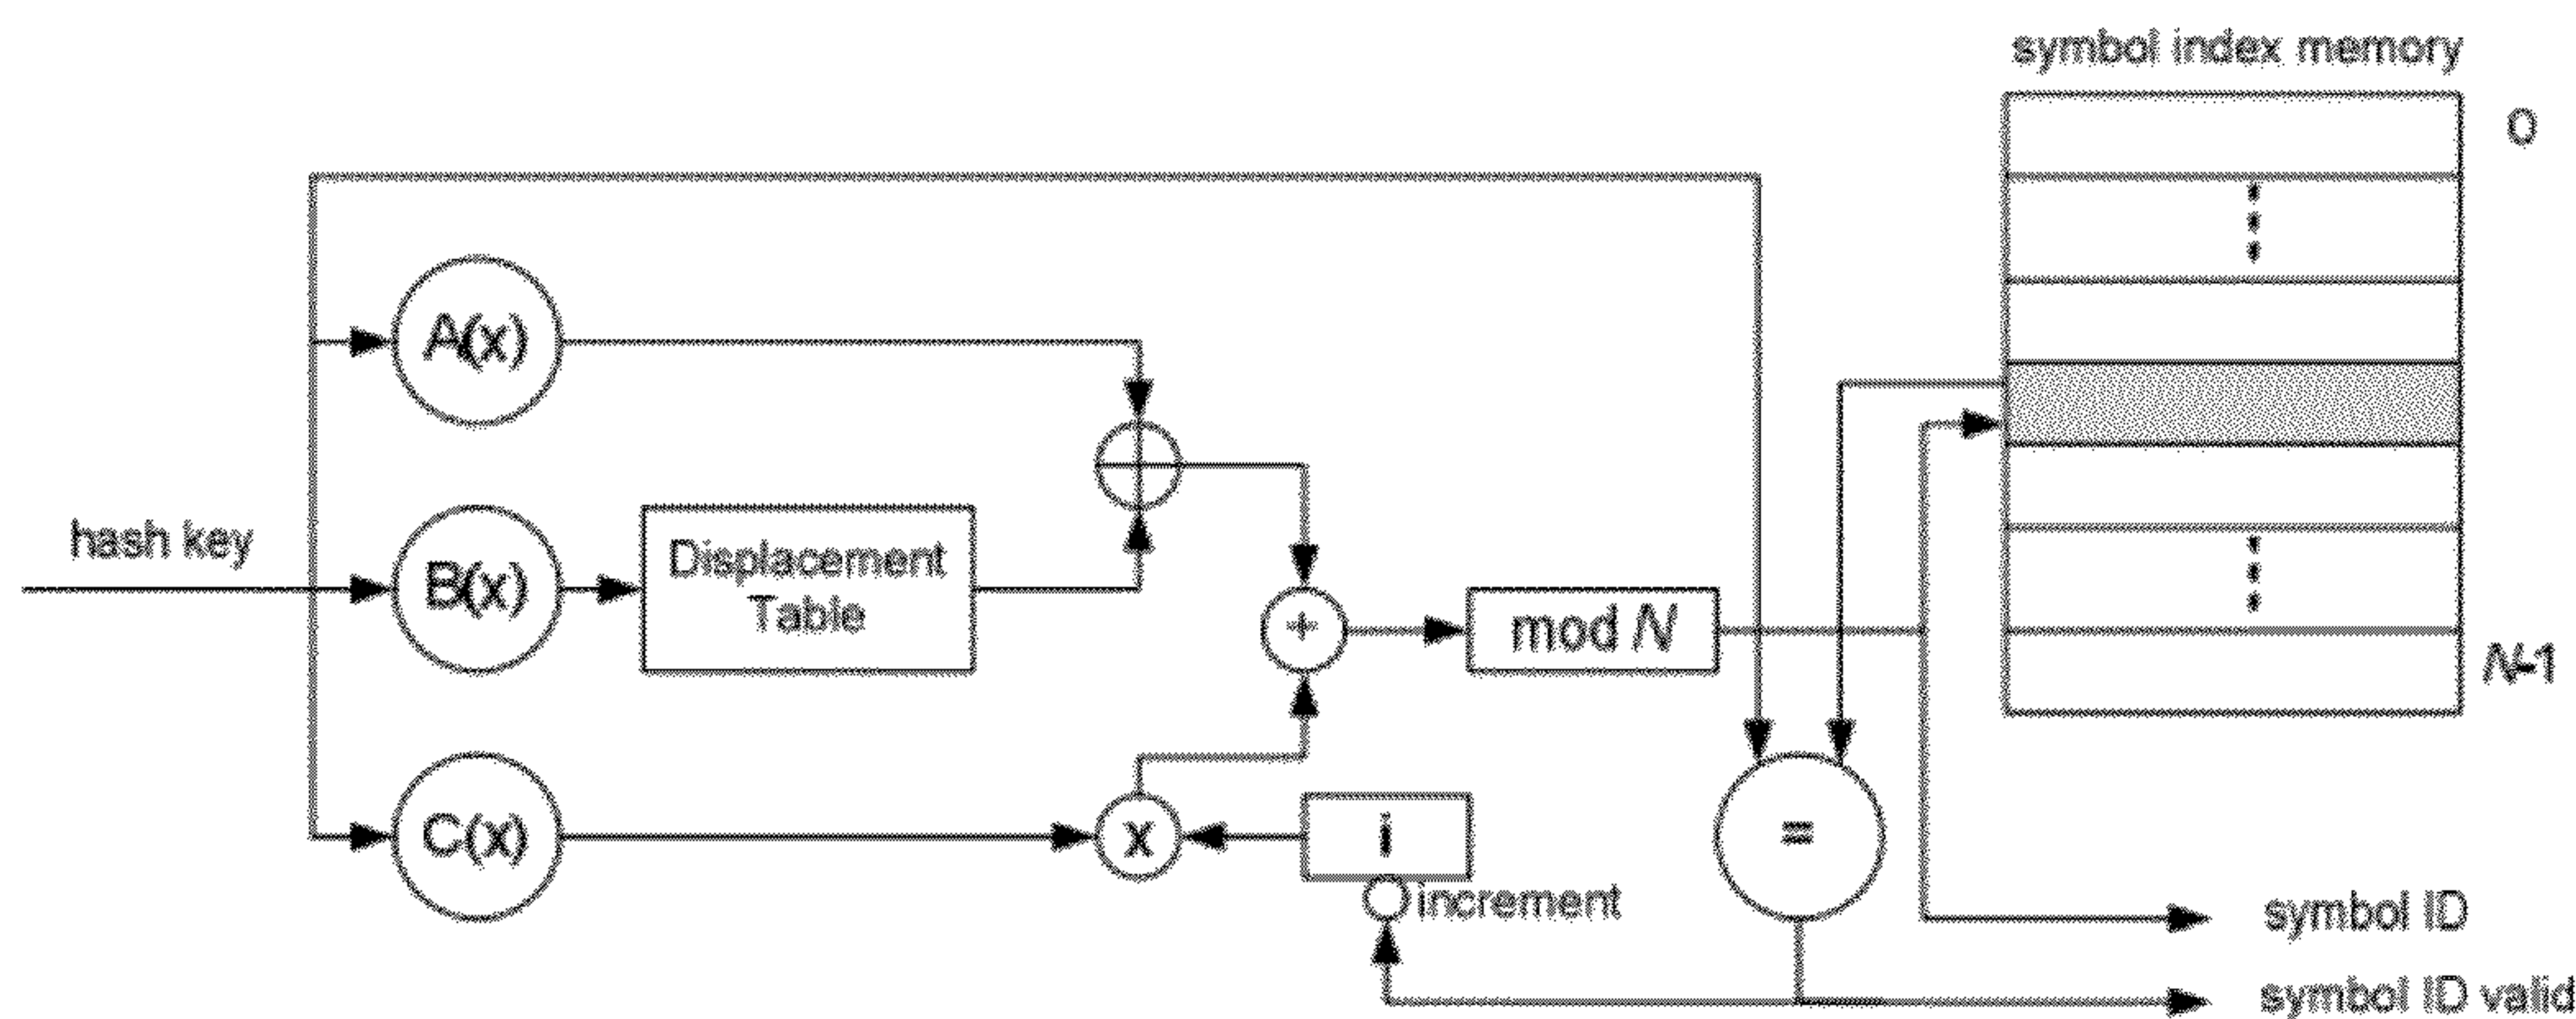 symbol index memory
0
A(x)
hash key
B(x)
Displacement
Table
+
mod N
N-1
C(x)
x
i
=
increment
symbol ID
symbol ID valid